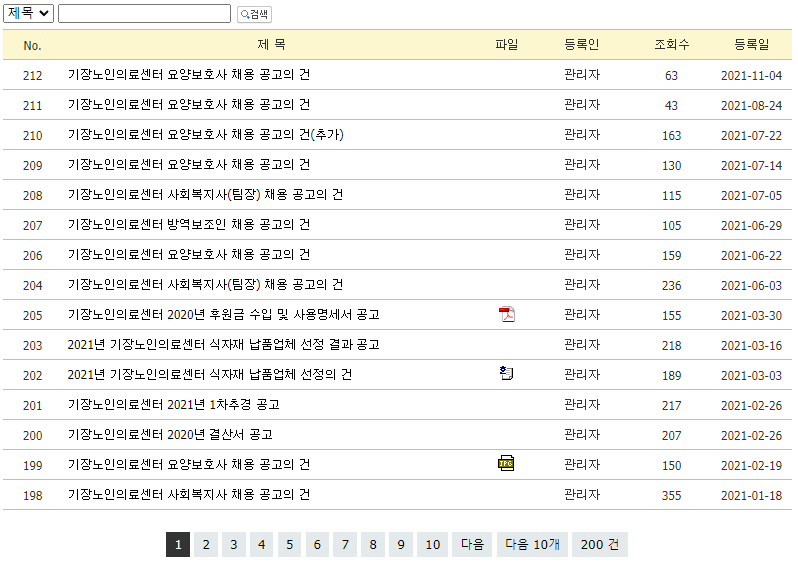 제목 검색
No. 제 목 파일 등록인 조회수 등록일
212 기장노인의료센터 요양보호사 채용 공고의 건 관리자 63 2021-11-04
211 기장노인의료센터 요양보호사 채용 공고의 건 관리자 43 2021-08-24
210 기장노인의료센터 요양보호사 채용 공고의 건(추가) 관리자 163 2021-07-22
209 기장노인의료센터 요양보호사 채용 공고의 건 관리자 130 2021-07-14
208 기장노인의료센터 사회복지사(팀장) 채용 공고의 건 관리자 115 2021-07-05
207 기장노인의료센터 방역보조인 채용 공고의 건 관리자 105 2021-06-29
206 기장노인의료센터 요양보호사 채용 공고의 건 관리자 159 2021-06-22
204 기장노인의료센터 사회복지사(팀장) 채용 공고의 건 관리자 236 2021-06-03
205 기장노인의료센터 2020년 후원금 수입 및 사용명세서 공고 관리자 155 2021-03-30
203 2021년 기장노인의료센터 식자재 납품업체 선정 결과 공고 관리자 218 2021-03-16
202 2021년 기장노인의료센터 식자재 납품업체 선정의 건 관리자 189 2021-03-03
201 기장노인의료센터 2021년 1차추경 공고 관리자 217 2021-02-26
200 기장노인의료센터 2020년 결산서 공고 관리자 207 2021-02-26
199 기장노인의료센터 요양보호사 채용 공고의 건 JPG 관리자 150 2021-02-19
198 기장노인의료센터 사회복지사 채용 공고의 건 관리자 355 2021-01-18
1 2 3 4 5 6 7 8 9 10 다음 다음 10개 200 건